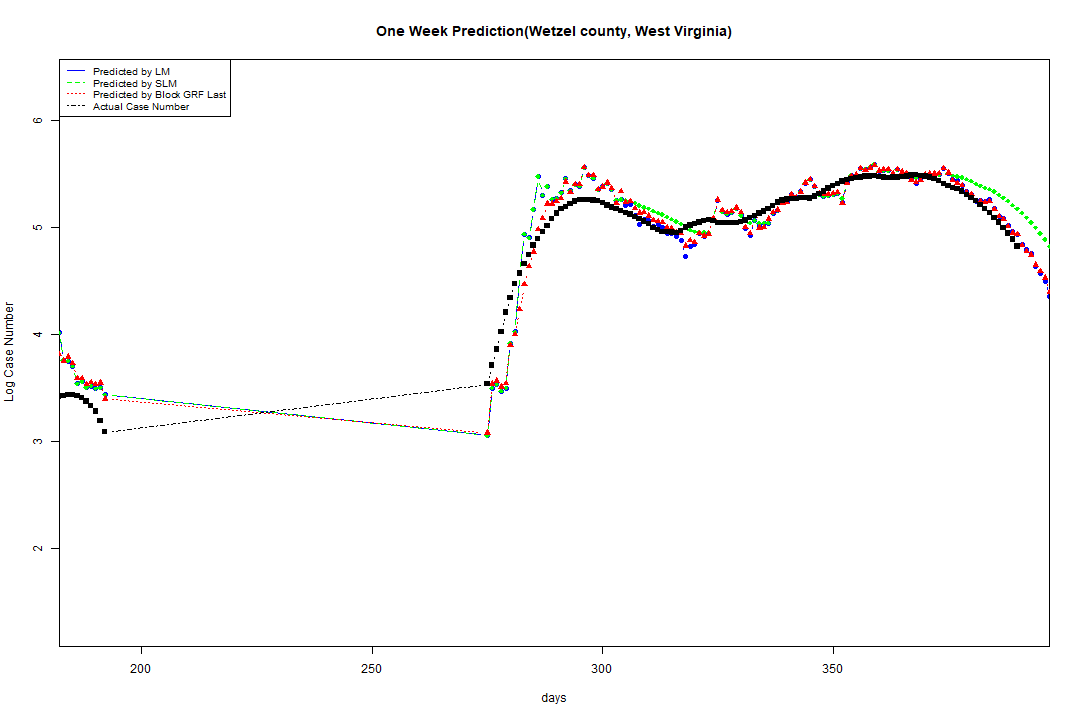 One Week Prediction(Wetzel county, West Virginia)
Predicted by LM
Predicted by SLM
Predicted by Block GRF Last
Actual Case Number
6
5
4
3
2
Log Case Number
200 250 300 350
days